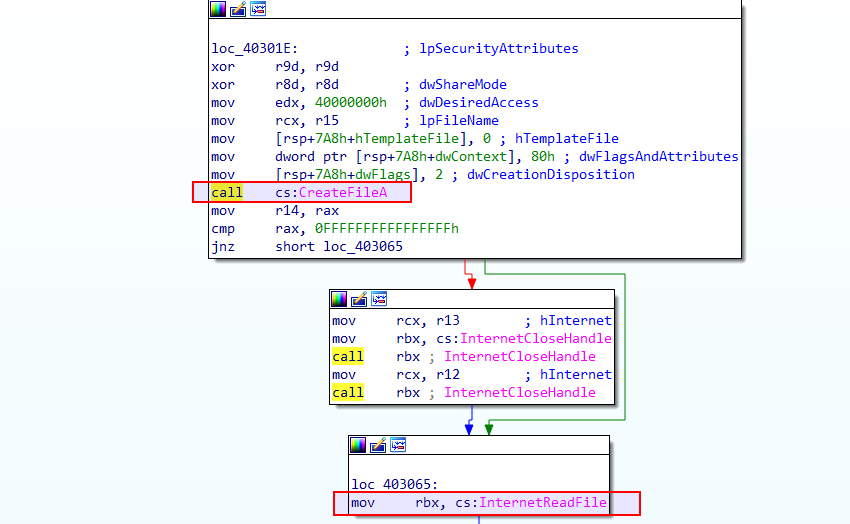 loc_40301E: ; lpSecurityAttributes
xor r9d, r9d
xor r8d, r8d ; dwShareMode
mov edx, 40000000h ; dwDesiredAccess
mov rcx, r15 ; lpFileName
mov [rsp+7A8h+hTemplateFile], 0 ; hTemplateFile
mov dword ptr [rsp+7A8h+dwContext], 80h ; dwFlagsAndAttributes
mov [rsp+7A8h+dwFlags], 2 ; dwCreationDisposition
call cs:CreateFileA
mov r14, rax
cmp rax, 0FFFFFFFFFFFFFFFFh
jnz short loc_403065
mov rcx, r13 ; hInternet
mov rbx, cs:InternetCloseHandle
call rbx ; InternetCloseHandle
mov rcx, r12 ; hInternet
call rbx ; InternetCloseHandle
loc_403065:
mov rbx, cs:InternetReadFile